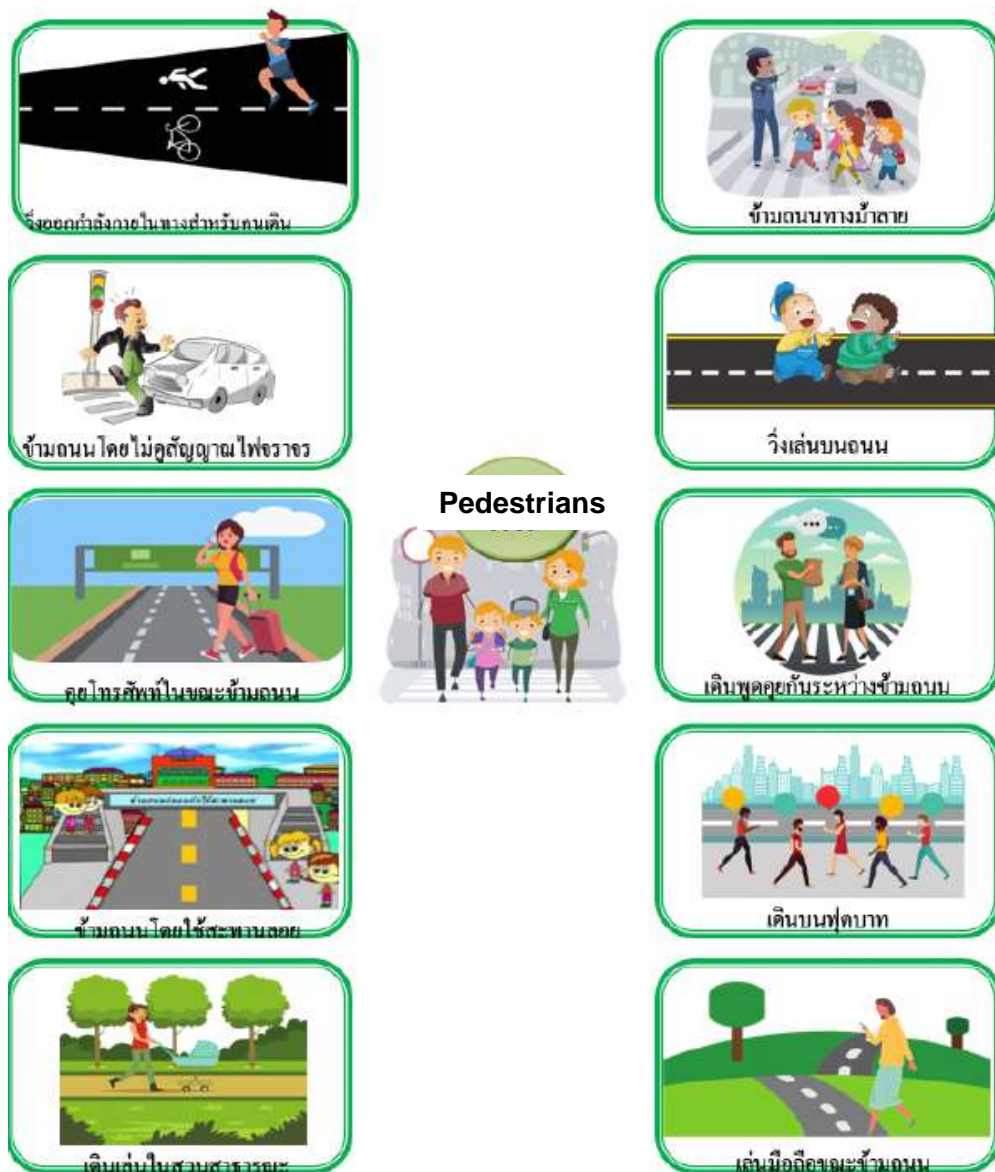 วิ่งออกกำลังกายในทางสำหรับคนเดิน
ข้ามถนนทางม้าลาย
ข้ามถนนโดยไม่ดูสัญญาณไฟจราจร
วิ่งเล่นบนถนน
Pedestrians
คุยโทรศัพท์ในขณะข้ามถนน
เดินพูดคุยกันระหว่างข้ามถนน
ข้ามถนนโดยใช้สะพานลอย
เดินบนฟุตบาท
เดินเล่นในสวนสาธารณะ
เล่นมือถือขณะข้ามถนน